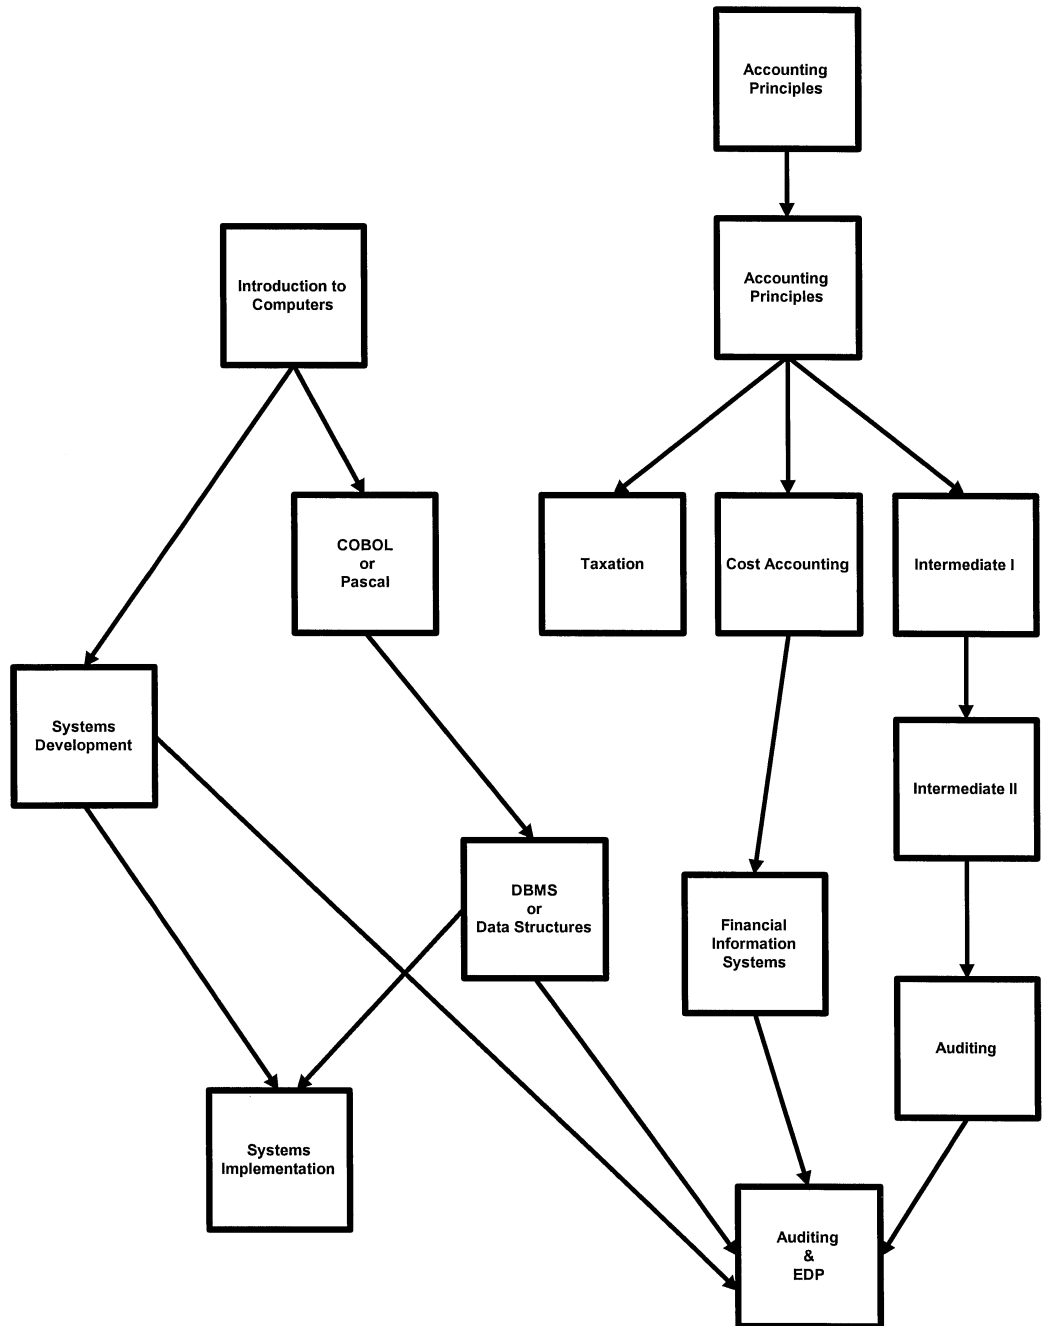 Accounting
Principles
Accounting
Principles
Introduction to
Computers
COBOL
or
Pascal
Taxation
Cost Accounting
Intermediate I
Systems
Development
Intermediate II
DBMS
or
Data Structures
Financial
Information
Systems
Auditing
Systems
Implementation
Auditing
&
EDP